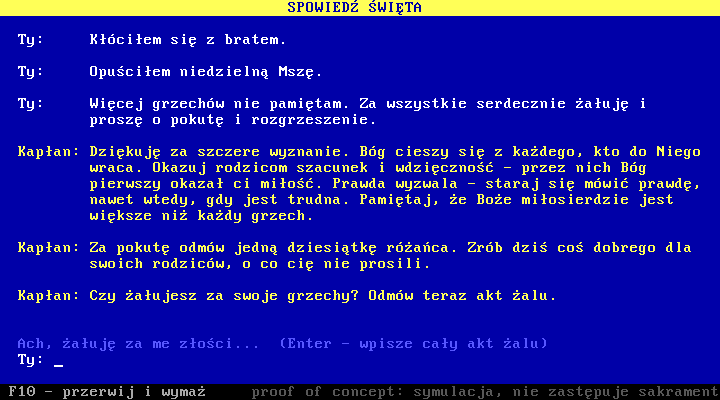 SPOWIEDŹ ŚWIĘTA
Ty: Kłóciłem się z bratem.
Ty: Opuściłem niedzielną Mszę.
Ty: Więcej grzechów nie pamiętam. Za wszystkie serdecznie żałuję i
proszę o pokutę i rozgrzeszenie.
Kapłan: Dziękuję za szczere wyznanie. Bóg cieszy się z każdego, kto do Niego
wraca. Okazuj rodzicom szacunek i wdzięczność – przez nich Bóg
pierwszy okazał ci miłość. Prawda wyzwala – staraj się mówić prawdę,
nawet wtedy, gdy jest trudna. Pamiętaj, że Boże miłosierdzie jest
większe niż każdy grzech.
Kapłan: Za pokutę odmów jedną dziesiątkę różańca. Zrób dziś coś dobrego dla
swoich rodziców, o co cię nie prosili.
Kapłan: Czy żałujesz za swoje grzechy? Odmów teraz akt żalu.
Ach, żałuję za me złości... (Enter – wpisze cały akt żalu)
Ty: _
F10 – przerwij i wymaż proof of concept: symulacja, nie zastępuje sakrament